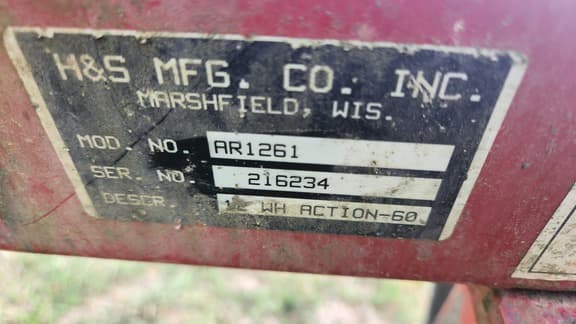 H&S MFG. CO. INC.
MARSHFIELD, WIS.
MOD. NO. AR1261
SER. NO. 216234
DESCR. WH ACTION-60